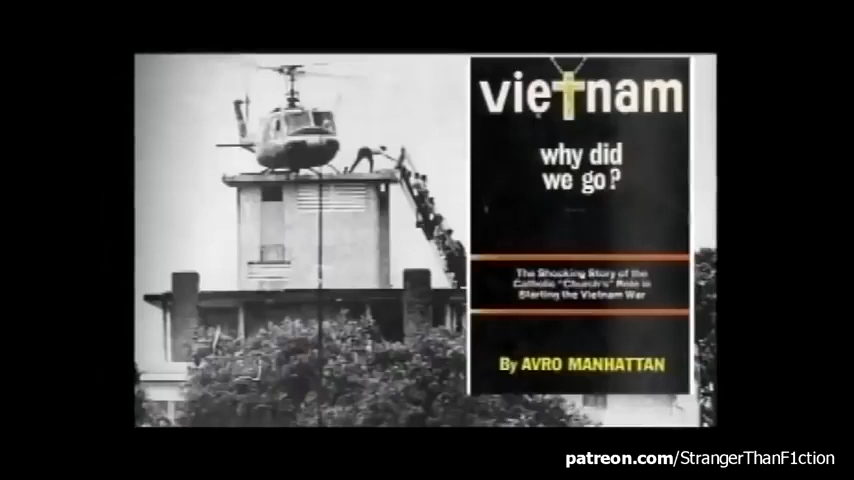 vietnam
why did
we go?
The Shocking Story of the
Catholic "Church's" Role in
Starting the Vietnam War
By AVRO MANHATTAN
patreon.com/StrangerThanF1ction